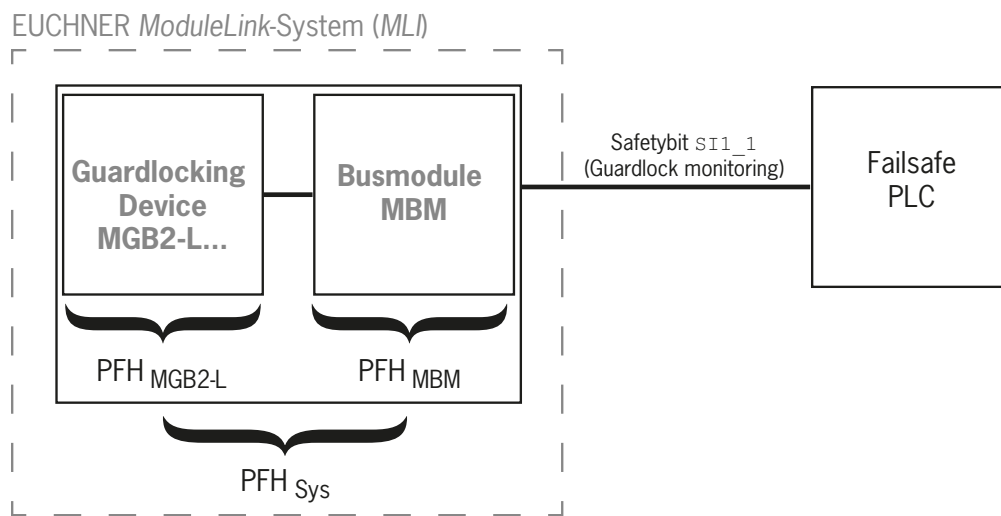 EUCHNER ModuleLink-System (MLI)
Guardlocking
Device
MGB2-L...
Busmodule
MBM
Safetybit SI1_1
(Guardlock monitoring)
Failsafe
PLC
PFH MGB2-L
PFH MBM
PFH Sys